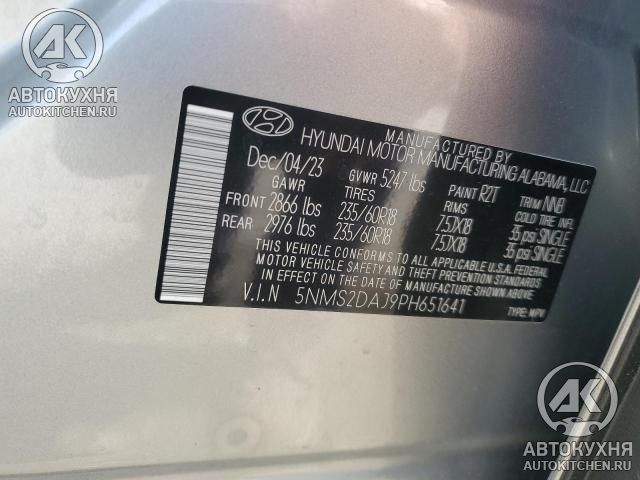 AK
АВТОКУХНЯ
AUTOKITCHEN.RU
MANUFACTURED BY
HYUNDAI MOTOR MANUFACTURING ALABAMA, LLC
Dec/04/23 GVWR 5247 lbs PAINT R2T TRIM NNB
GAWR TIRES RIMS COLD TIRE INFL
FRONT 2866 lbs 235/60R18 7.5JX18 35 psi SINGLE
REAR 2976 lbs 235/60R18 7.5JX18 35 psi SINGLE
THIS VEHICLE CONFORMS TO ALL APPLICABLE U.S.A. FEDERAL
MOTOR VEHICLE SAFETY AND THEFT PREVENTION STANDARDS
IN EFFECT ON THE DATE OF MANUFACTURE SHOWN ABOVE.
V.I.N 5NMS2DAJ9PH651641 TYPE: MPV
AK
АВТОКУХНЯ
AUTOKITCHEN.RU